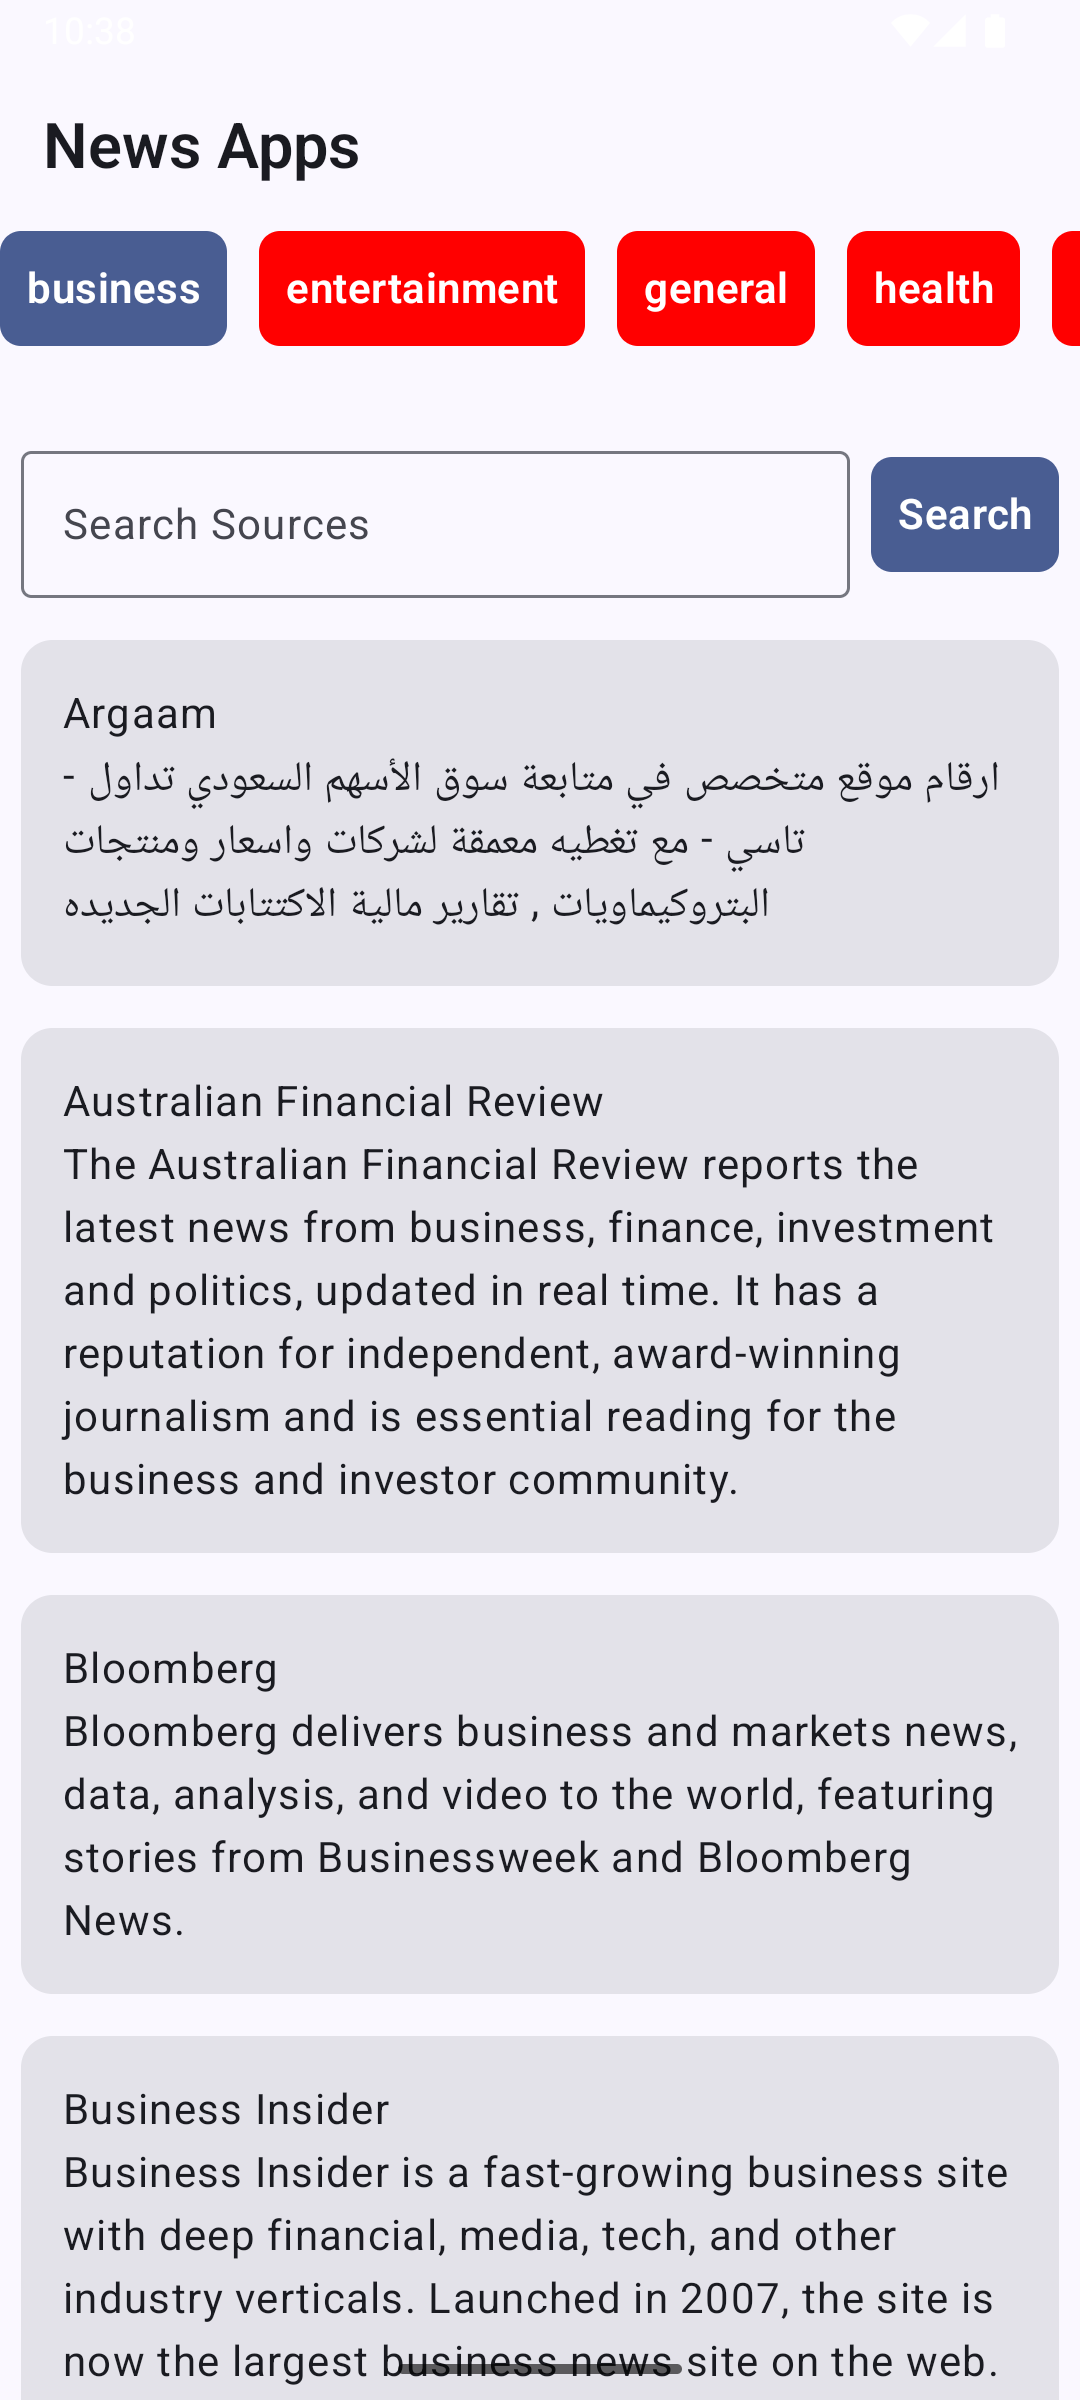 10:38
News Apps
business
entertainment
general
health
Search Sources
Search
Argaam
ارقام موقع متخصص في متابعة سوق الأسهم السعودي تداول -
تاسي - مع تغطيه معمقة لشركات واسعار ومنتجات
البتروكيماويات , تقارير مالية الاكتتابات الجديده
Australian Financial Review
The Australian Financial Review reports the
latest news from business, finance, investment
and politics, updated in real time. It has a
reputation for independent, award-winning
journalism and is essential reading for the
business and investor community.
Bloomberg
Bloomberg delivers business and markets news,
data, analysis, and video to the world, featuring
stories from Businessweek and Bloomberg
News.
Business Insider
Business Insider is a fast-growing business site
with deep financial, media, tech, and other
industry verticals. Launched in 2007, the site is
now the largest business news site on the web.